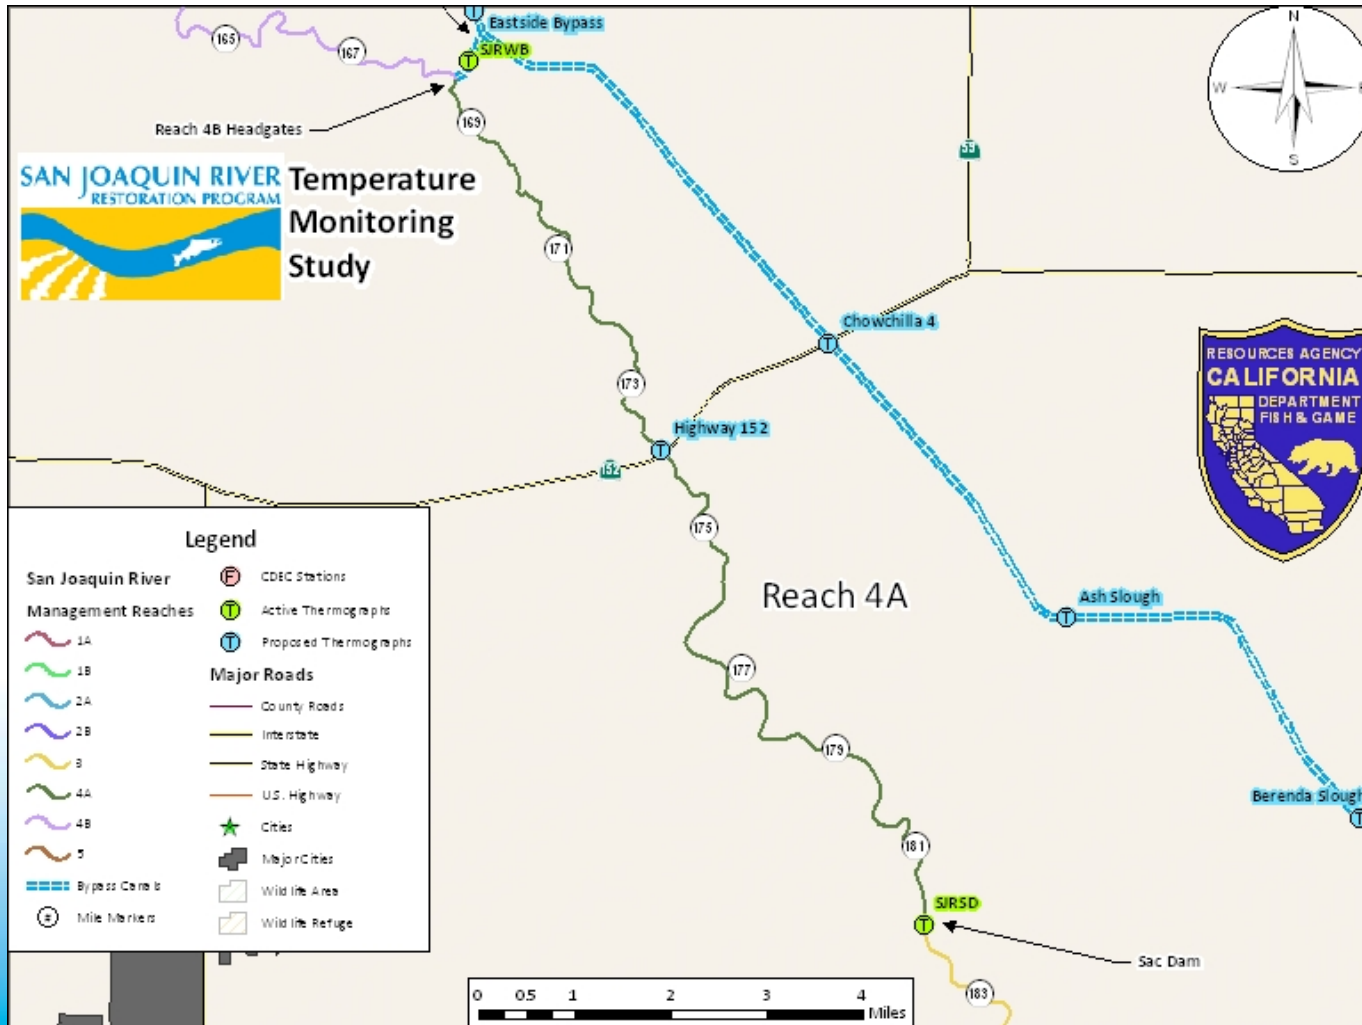 Eastside Bypass
SJRWB
165
167
Reach 4B Headgates
169
N
W
E
S
59
SAN JOAQUIN RIVER
RESTORATION PROGRAM
Temperature
Monitoring
Study
171
Chowchilla 4
173
Highway 152
152
RESOURCES AGENCY
CALIFORNIA
DEPARTMENT
FISH & GAME
175
Reach 4A
Ash Slough
177
179
Berenda Slough
181
SJRSD
Sac Dam
183
Legend
San Joaquin River
Management Reaches
1A
1B
2A
2B
3
4A
4B
5
Bypass Canals
# Mile Markers
F CDEC Stations
T Active Thermographs
T Proposed Thermographs
Major Roads
County Roads
Interstate
State Highway
U.S. Highway
Cities
Major Cities
Wildlife Area
Wildlife Refuge
0 0.5 1 2 3 4
Miles